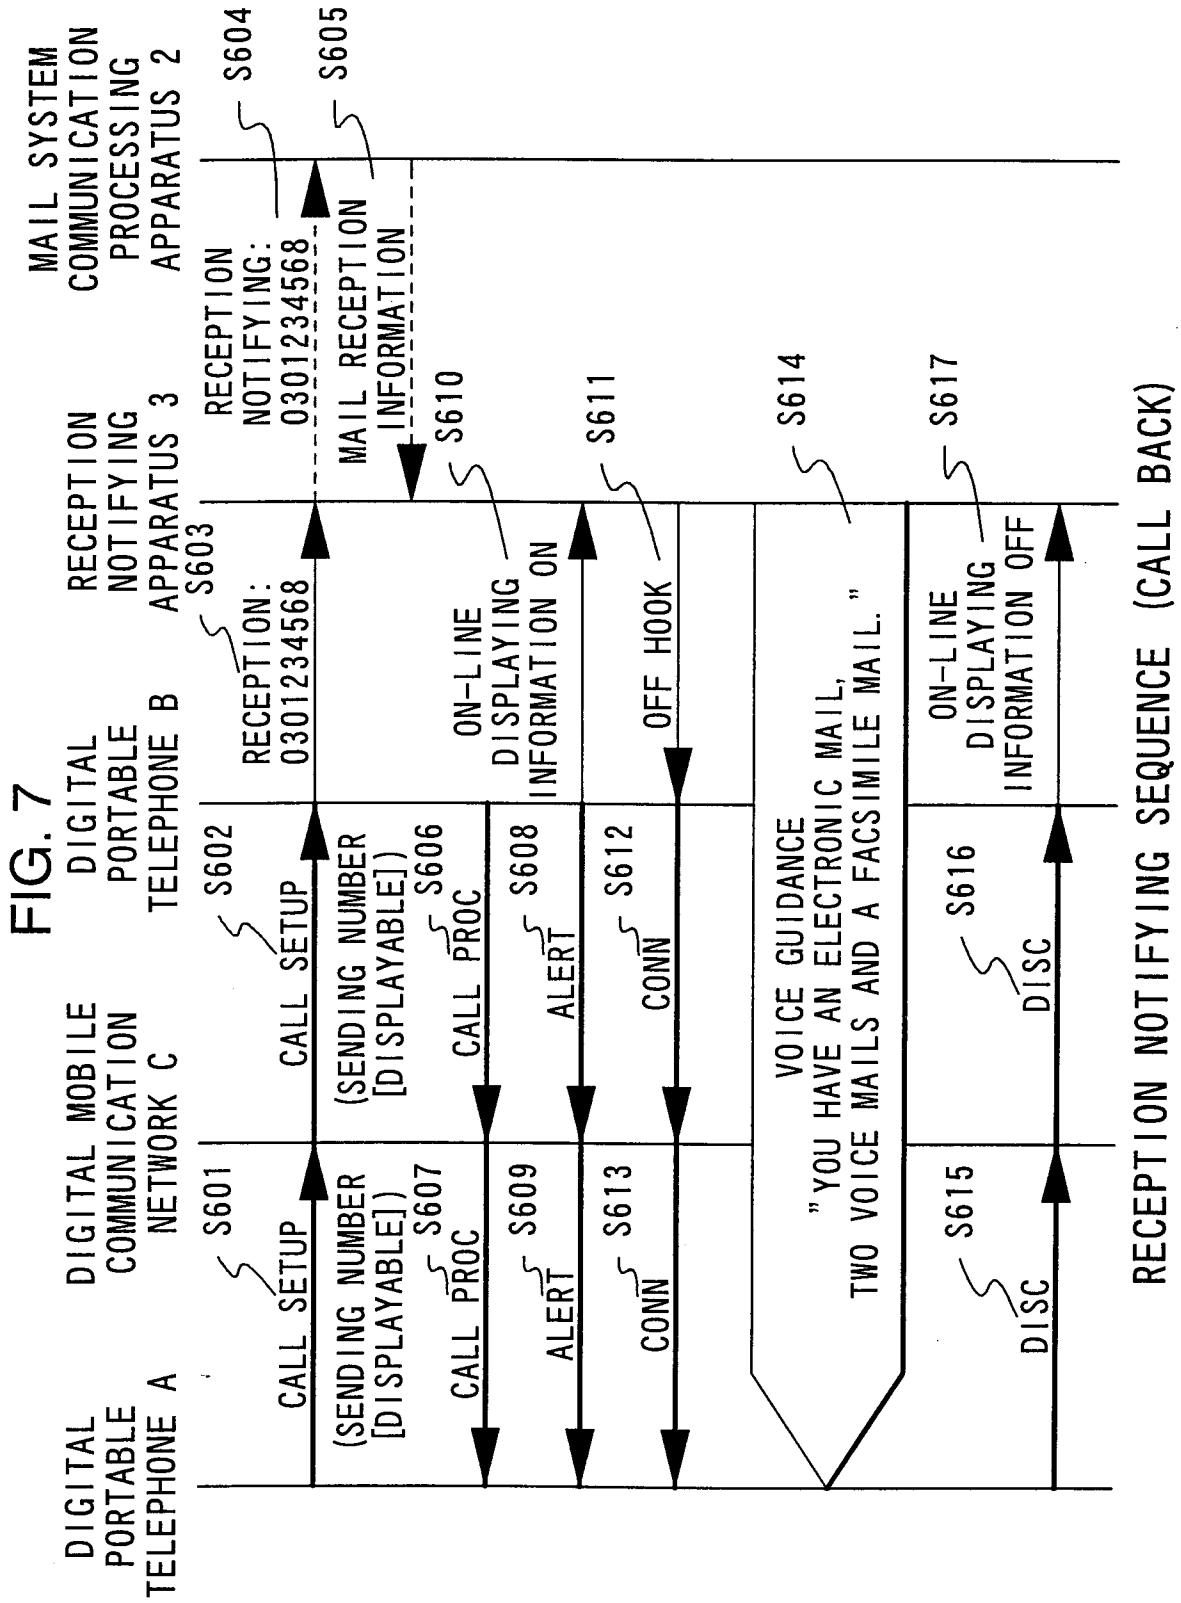 FIG. 7
DIGITAL
PORTABLE
TELEPHONE A
DIGITAL MOBILE
COMMUNICATION
NETWORK C
DIGITAL
PORTABLE
TELEPHONE B
RECEPTION
NOTIFYING
APPARATUS 3
MAIL SYSTEM
COMMUNICATION
PROCESSING
APPARATUS 2
S601
CALL SETUP
(SENDING NUMBER
[DISPLAYABLE])
S602
CALL SETUP
(SENDING NUMBER
[DISPLAYABLE])
S603
RECEPTION:
0301234568
S604
RECEPTION
NOTIFYING:
0301234568
S605
MAIL RECEPTION
INFORMATION
S607
CALL PROC
S606
CALL PROC
S609
ALERT
S608
ALERT
S610
ON-LINE
DISPLAYING
INFORMATION ON
S613
CONN
S612
CONN
S611
OFF HOOK
S614
VOICE GUIDANCE
"YOU HAVE AN ELECTRONIC MAIL,
TWO VOICE MAILS AND A FACSIMILE MAIL."
S615
DISC
S616
DISC
S617
ON-LINE
DISPLAYING
INFORMATION OFF
RECEPTION NOTIFYING SEQUENCE (CALL BACK)